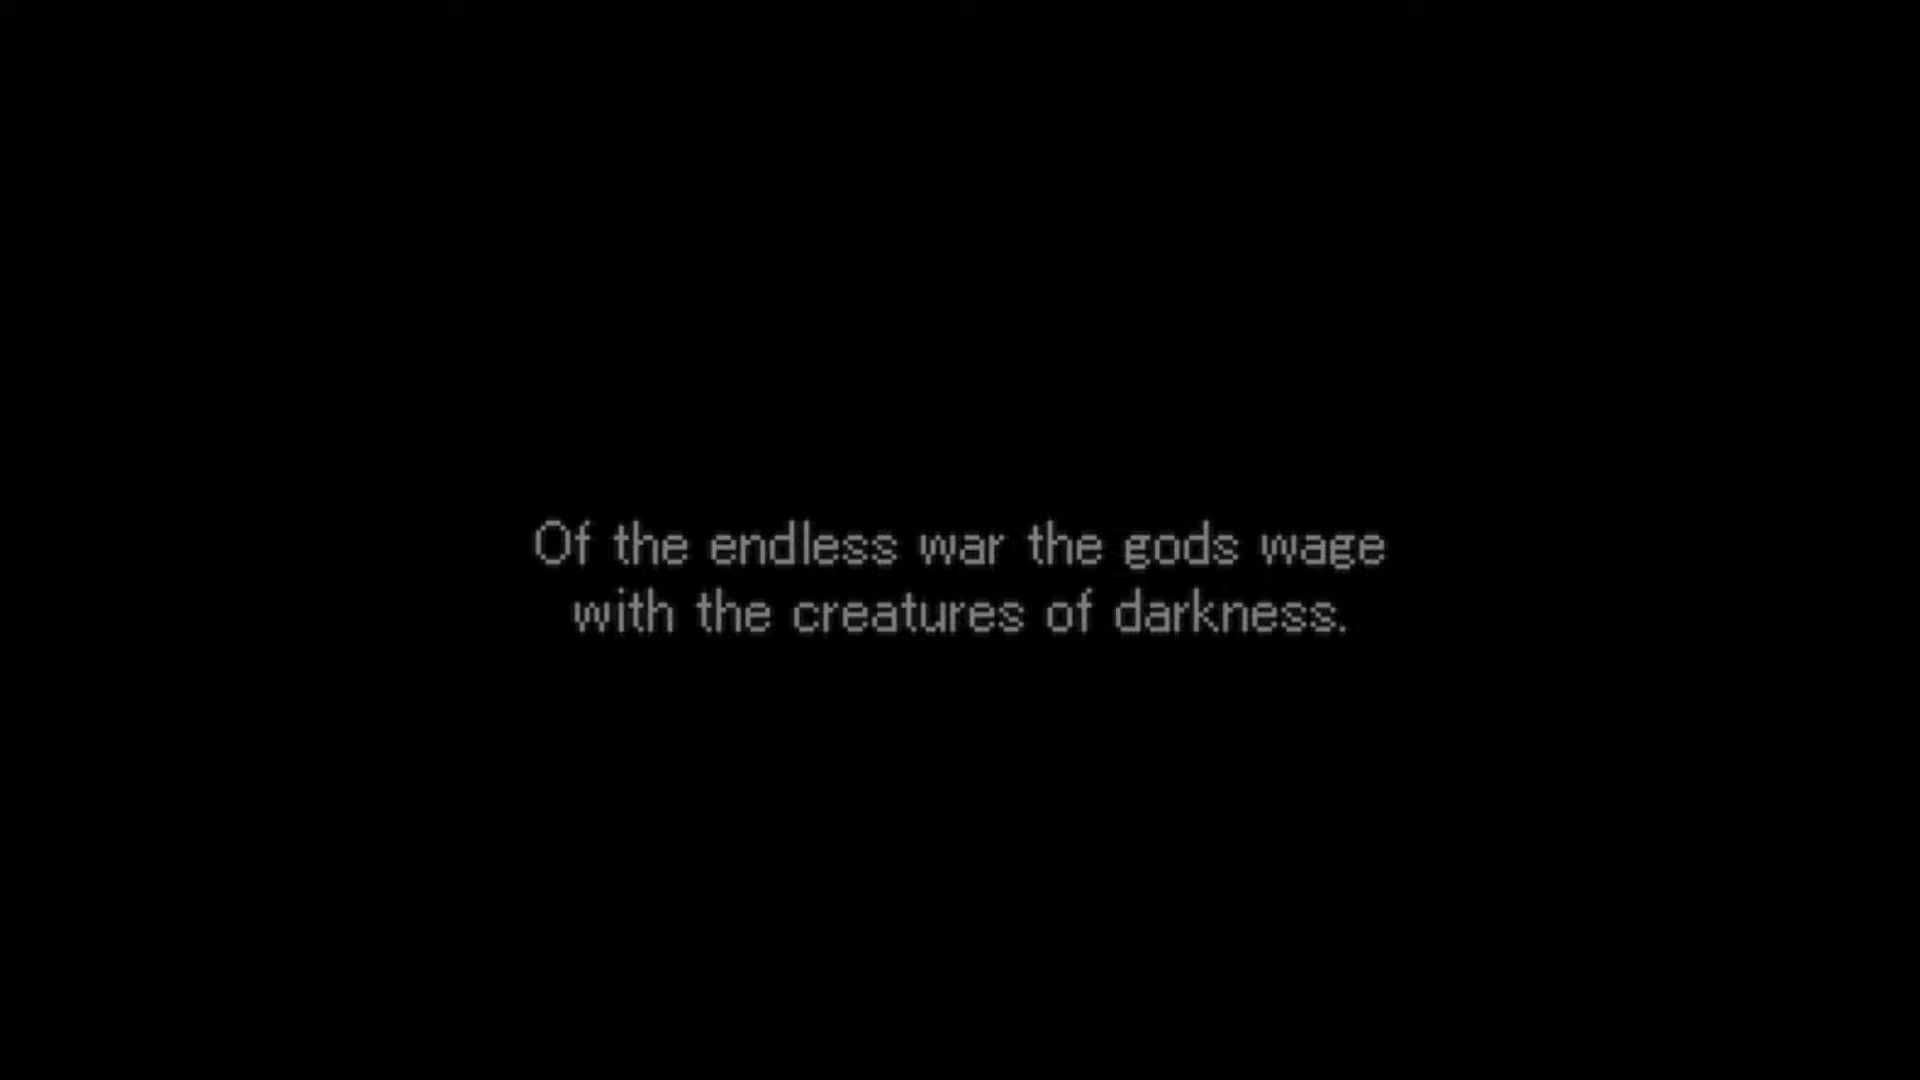 Of the endless war the gods wage
with the creatures of darkness.